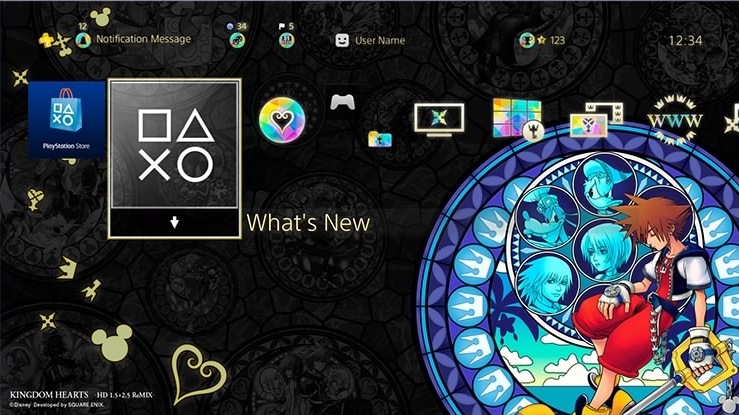 12
Notification Message
34
5
User Name
123
12:34
PlayStation Store
WWW
What's New
KINGDOM HEARTS - HD 1.5+2.5 ReMIX-
©Disney Developed by SQUARE ENIX.